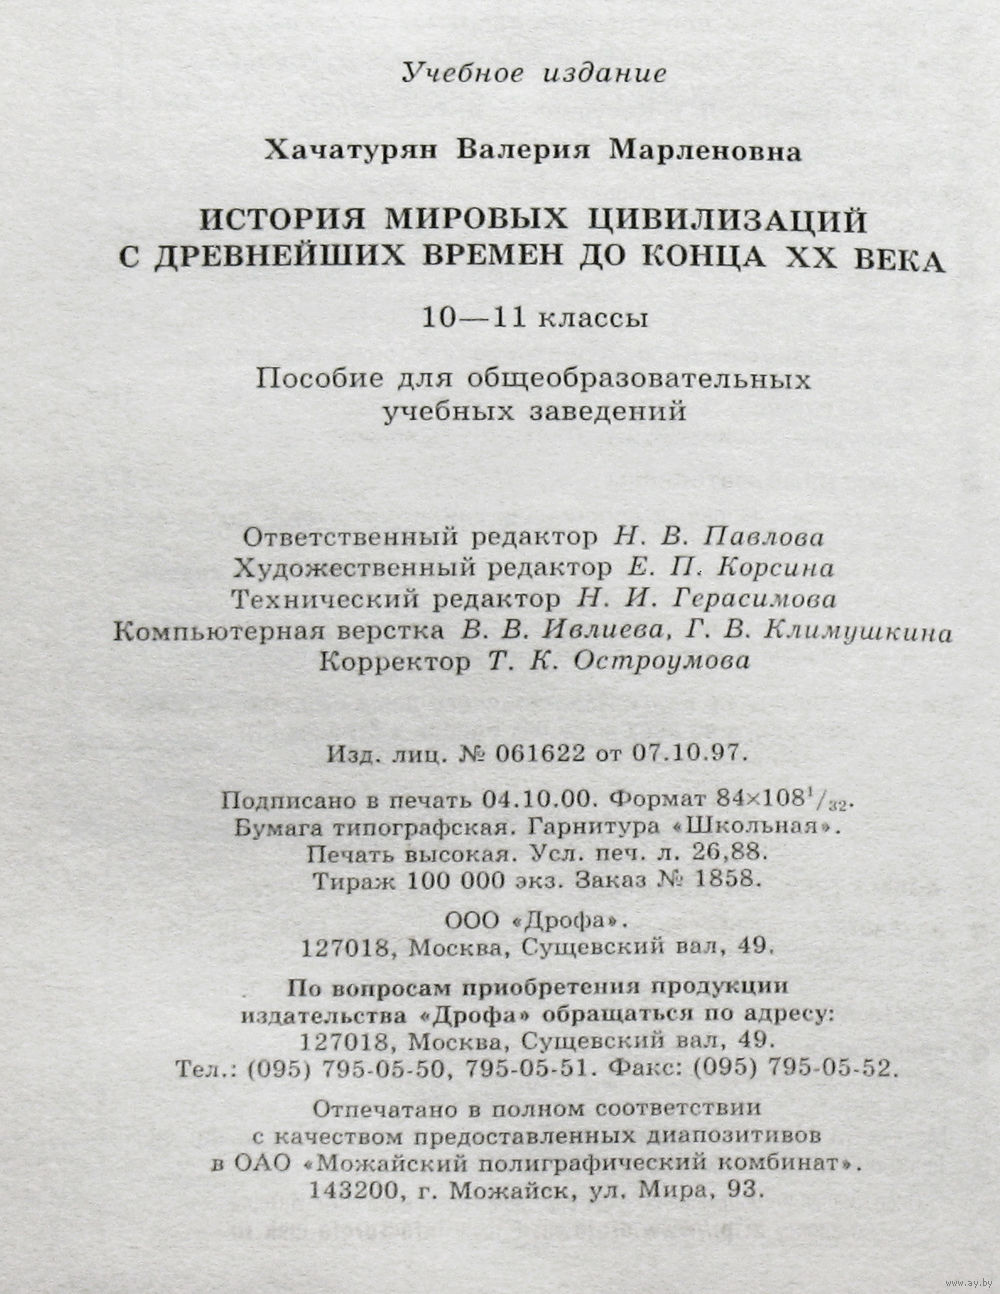 Учебное издание
Хачатурян Валерия Марленовна
ИСТОРИЯ МИРОВЫХ ЦИВИЛИЗАЦИЙ
С ДРЕВНЕЙШИХ ВРЕМЕН ДО КОНЦА XX ВЕКА
10—11 классы
Пособие для общеобразовательных
учебных заведений
Ответственный редактор Н. В. Павлова
Художественный редактор Е. П. Корсина
Технический редактор Н. И. Герасимова
Компьютерная верстка В. В. Ивлиева, Г. В. Климушкина
Корректор Т. К. Остроумова
Изд. лиц. № 061622 от 07.10.97.
Подписано в печать 04.10.00. Формат 84×108¹/₃₂.
Бумага типографская. Гарнитура «Школьная».
Печать высокая. Усл. печ. л. 26,88.
Тираж 100 000 экз. Заказ № 1858.
ООО «Дрофа».
127018, Москва, Сущевский вал, 49.
По вопросам приобретения продукции
издательства «Дрофа» обращаться по адресу:
127018, Москва, Сущевский вал, 49.
Тел.: (095) 795-05-50, 795-05-51. Факс: (095) 795-05-52.
Отпечатано в полном соответствии
с качеством предоставленных диапозитивов
в ОАО «Можайский полиграфический комбинат».
143200, г. Можайск, ул. Мира, 93.
www.ay.by